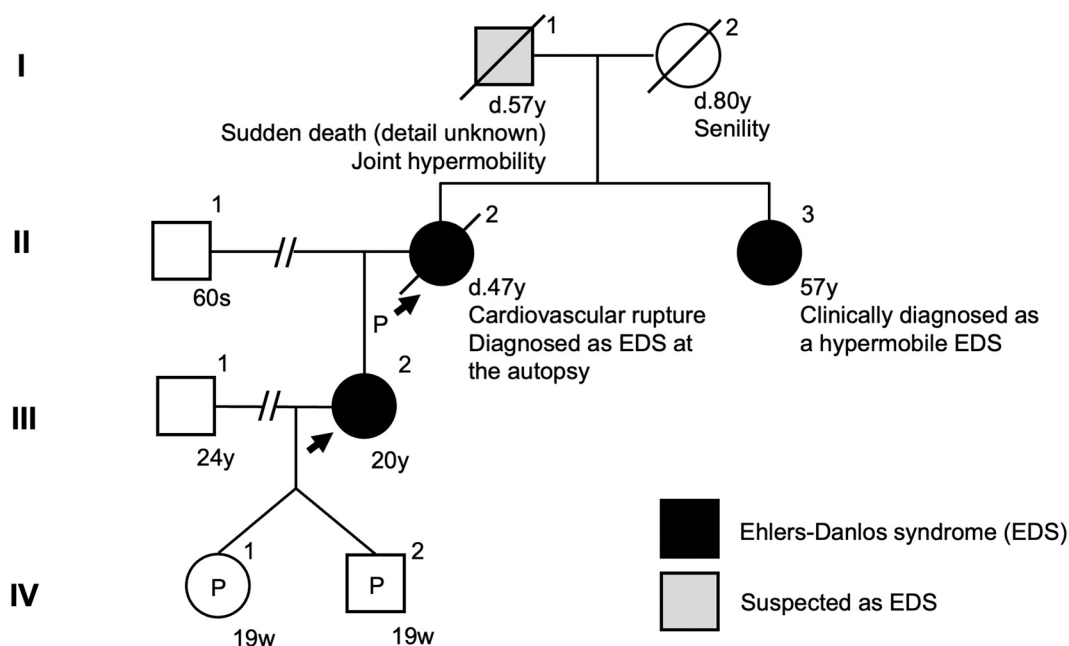 I
1
2
d.57y
d.80y
Sudden death (detail unknown)
Senility
Joint hypermobility
II
1
2
3
60s
P
d.47y
Cardiovascular rupture
Diagnosed as EDS at
the autopsy
57y
Clinically diagnosed as
a hypermobile EDS
III
1
2
24y
20y
IV
1
2
P
P
19w
19w
Ehlers-Danlos syndrome (EDS)
Suspected as EDS